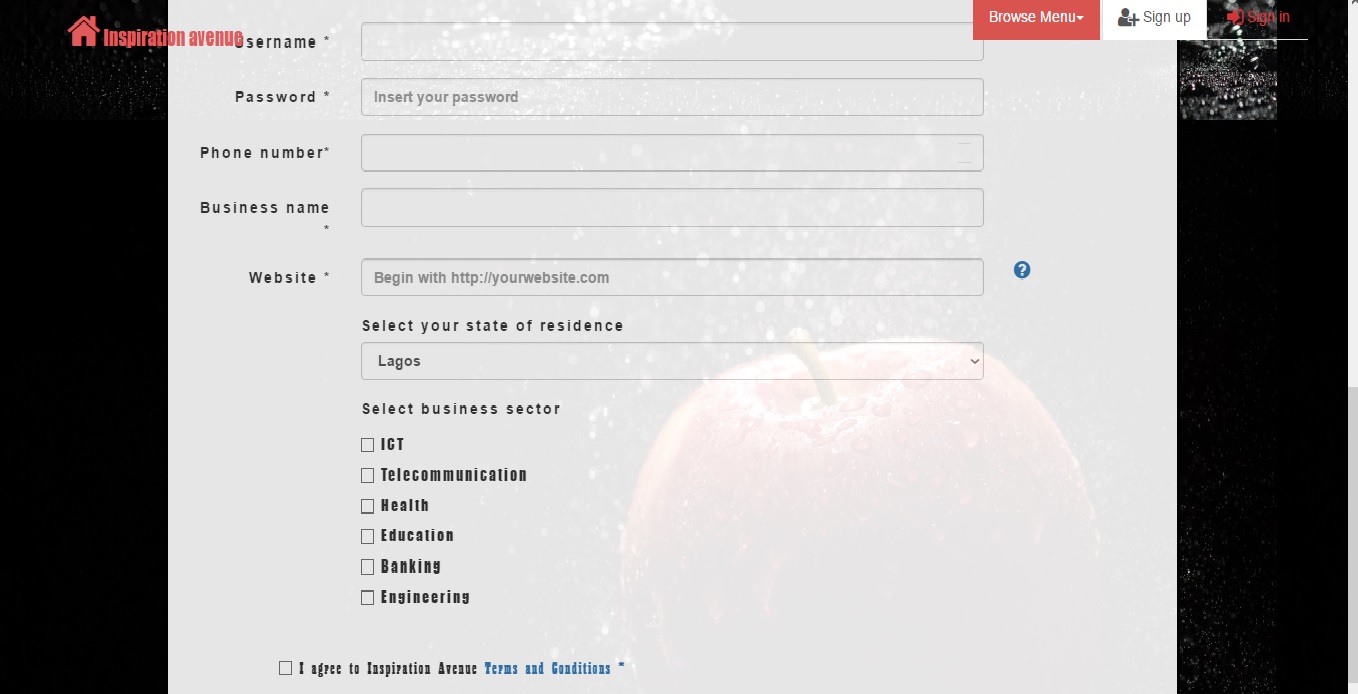 Browse Menu
Sign up
Sign in
Inspiration avenue
Username *
Password *
Insert your password
Phone number*
Business name
*
Website *
Begin with http://yourwebsite.com
?
Select your state of residence
Lagos
Select business sector
ICT
Telecommunication
Health
Education
Banking
Engineering
I agree to Inspiration Avenue Terms and Conditions *